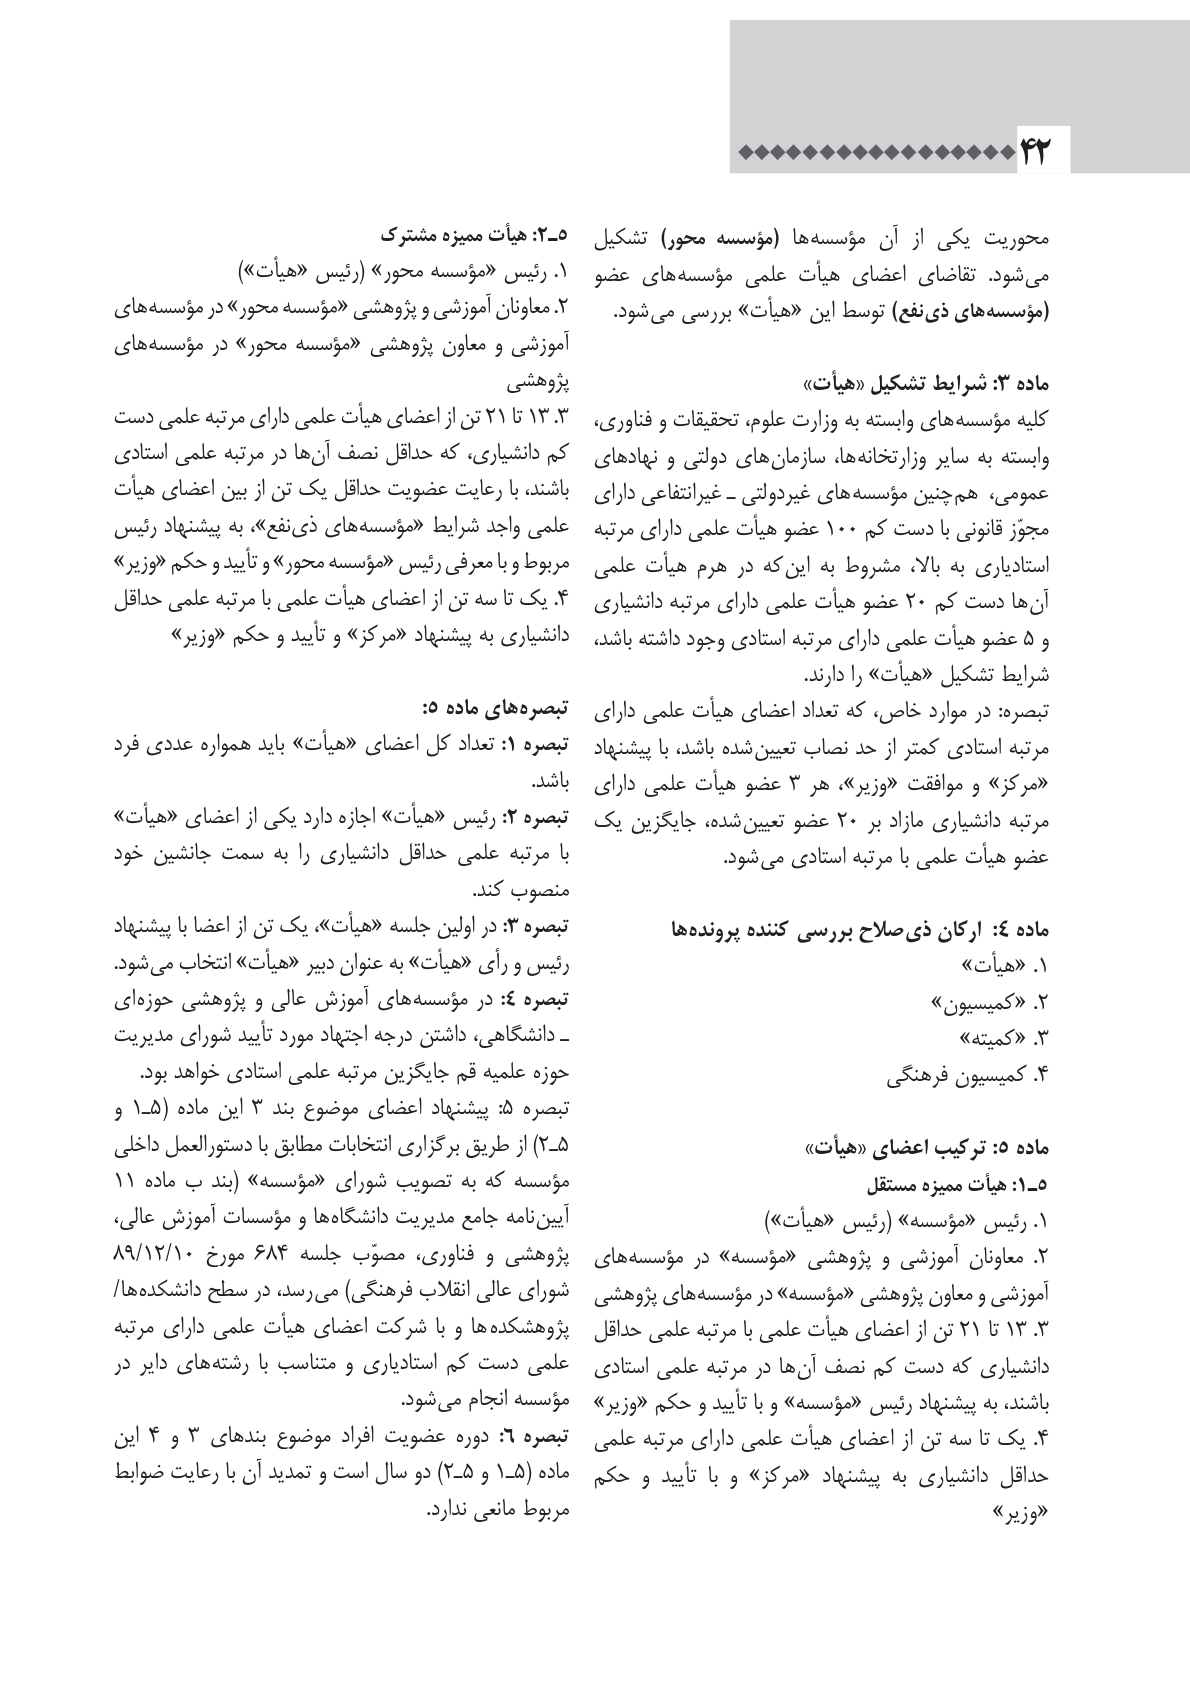 ۴۲
محوریت یکی از آن مؤسسه‌ها (مؤسسه محور) تشکیل
می‌شود. تقاضای اعضای هیأت علمی مؤسسه‌های عضو
(مؤسسه‌های ذی‌نفع) توسط این «هیأت» بررسی می‌شود.
ماده ۳: شرایط تشکیل «هیأت»
کلیه مؤسسه‌های وابسته به وزارت علوم، تحقیقات و فناوری،
وابسته به سایر وزارتخانه‌ها، سازمان‌های دولتی و نهادهای
عمومی، هم‌چنین مؤسسه‌های غیردولتی ـ غیرانتفاعی دارای
مجوّز قانونی با دست کم ۱۰۰ عضو هیأت علمی دارای مرتبه
استادیاری به بالا، مشروط به این‌که در هرم هیأت علمی
آن‌ها دست کم ۲۰ عضو هیأت علمی دارای مرتبه دانشیاری
و ۵ عضو هیأت علمی دارای مرتبه استادی وجود داشته باشد،
شرایط تشکیل «هیأت» را دارند.
تبصره: در موارد خاص، که تعداد اعضای هیأت علمی دارای
مرتبه استادی کمتر از حد نصاب تعیین‌شده باشد، با پیشنهاد
«مرکز» و موافقت «وزیر»، هر ۳ عضو هیأت علمی دارای
مرتبه دانشیاری مازاد بر ۲۰ عضو تعیین‌شده، جایگزین یک
عضو هیأت علمی با مرتبه استادی می‌شود.
ماده ٤: ارکان ذی‌صلاح بررسی کننده پرونده‌ها
۱. «هیأت»
۲. «کمیسیون»
۳. «کمیته»
۴. کمیسیون فرهنگی
ماده ٥: ترکیب اعضای «هیأت»
٥ـ۱: هیأت ممیزه مستقل
۱. رئیس «مؤسسه» (رئیس «هیأت»)
۲. معاونان آموزشی و پژوهشی «مؤسسه» در مؤسسه‌های
آموزشی و معاون پژوهشی «مؤسسه» در مؤسسه‌های پژوهشی
۳. ۱۳ تا ۲۱ تن از اعضای هیأت علمی با مرتبه علمی حداقل
دانشیاری که دست کم نصف آن‌ها در مرتبه علمی استادی
باشند، به پیشنهاد رئیس «مؤسسه» و با تأیید و حکم «وزیر»
۴. یک تا سه تن از اعضای هیأت علمی دارای مرتبه علمی
حداقل دانشیاری به پیشنهاد «مرکز» و با تأیید و حکم
«وزیر»
٥ـ۲: هیأت ممیزه مشترک
۱. رئیس «مؤسسه محور» (رئیس «هیأت»)
۲. معاونان آموزشی و پژوهشی «مؤسسه محور» در مؤسسه‌های
آموزشی و معاون پژوهشی «مؤسسه محور» در مؤسسه‌های
پژوهشی
۳. ۱۳ تا ۲۱ تن از اعضای هیأت علمی دارای مرتبه علمی دست
کم دانشیاری، که حداقل نصف آن‌ها در مرتبه علمی استادی
باشند، با رعایت عضویت حداقل یک تن از بین اعضای هیأت
علمی واجد شرایط «مؤسسه‌های ذی‌نفع»، به پیشنهاد رئیس
مربوط و با معرفی رئیس «مؤسسه محور» و تأیید و حکم «وزیر»
۴. یک تا سه تن از اعضای هیأت علمی با مرتبه علمی حداقل
دانشیاری به پیشنهاد «مرکز» و تأیید و حکم «وزیر»
تبصره‌های ماده ٥:
تبصره ۱: تعداد کل اعضای «هیأت» باید همواره عددی فرد
باشد.
تبصره ۲: رئیس «هیأت» اجازه دارد یکی از اعضای «هیأت»
با مرتبه علمی حداقل دانشیاری را به سمت جانشین خود
منصوب کند.
تبصره ۳: در اولین جلسه «هیأت»، یک تن از اعضا با پیشنهاد
رئیس و رأی «هیأت» به عنوان دبیر «هیأت» انتخاب می‌شود.
تبصره ٤: در مؤسسه‌های آموزش عالی و پژوهشی حوزه‌ای
ـ دانشگاهی، داشتن درجه اجتهاد مورد تأیید شورای مدیریت
حوزه علمیه قم جایگزین مرتبه علمی استادی خواهد بود.
تبصره ۵: پیشنهاد اعضای موضوع بند ۳ این ماده (۵ـ۱ و
۵ـ۲) از طریق برگزاری انتخابات مطابق با دستورالعمل داخلی
مؤسسه که به تصویب شورای «مؤسسه» (بند ب ماده ۱۱
آیین‌نامه جامع مدیریت دانشگاه‌ها و مؤسسات آموزش عالی،
پژوهشی و فناوری، مصوّب جلسه ۶۸۴ مورخ ۸۹/۱۲/۱۰
شورای عالی انقلاب فرهنگی) می‌رسد، در سطح دانشکده‌ها/
پژوهشکده‌ها و با شرکت اعضای هیأت علمی دارای مرتبه
علمی دست کم استادیاری و متناسب با رشته‌های دایر در
مؤسسه انجام می‌شود.
تبصره ٦: دوره عضویت افراد موضوع بندهای ۳ و ۴ این
ماده (۵ـ۱ و ۵ـ۲) دو سال است و تمدید آن با رعایت ضوابط
مربوط مانعی ندارد.